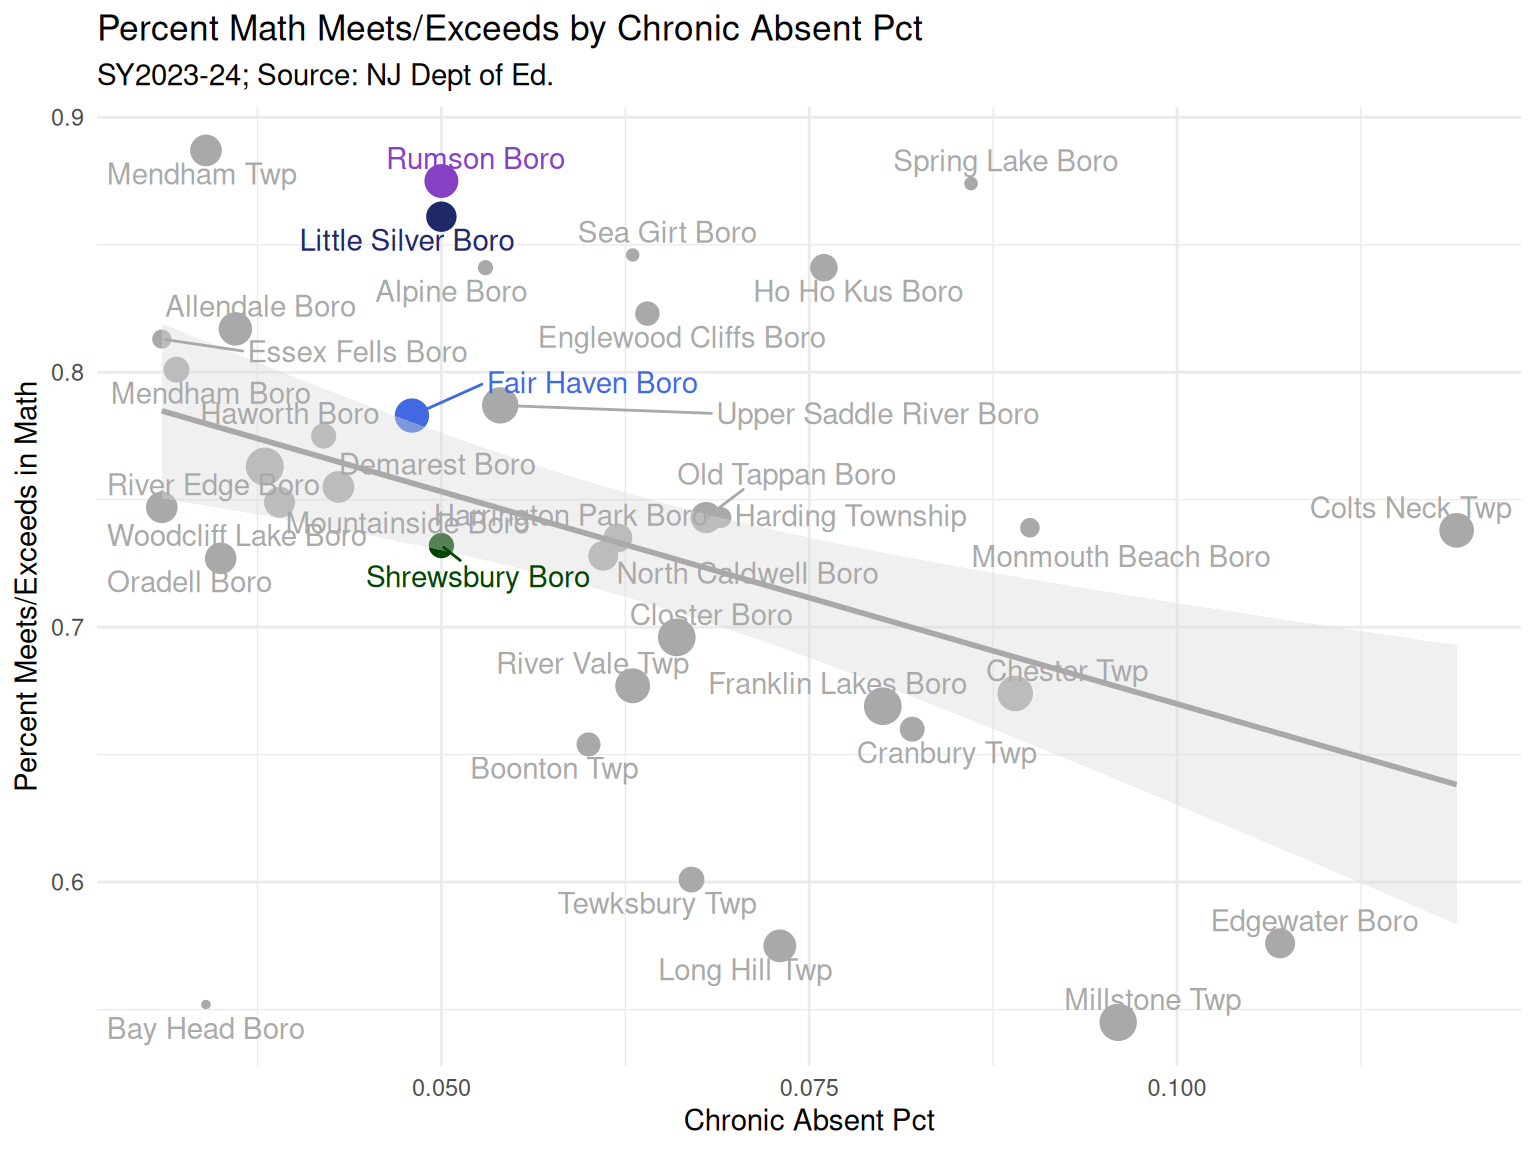 Percent Math Meets/Exceeds by Chronic Absent Pct
SY2023-24; Source: NJ Dept of Ed.
Percent Meets/Exceeds in Math
0.9
0.8
0.7
0.6
Mendham Twp
Rumson Boro
Spring Lake Boro
Little Silver Boro
Sea Girt Boro
Alpine Boro
Ho Ho Kus Boro
Allendale Boro
Englewood Cliffs Boro
Essex Fells Boro
Mendham Boro
Fair Haven Boro
Haworth Boro
Upper Saddle River Boro
Demarest Boro
Old Tappan Boro
River Edge Boro
Colts Neck Twp
Mountainside Boro
Harrington Park Boro
Harding Township
Woodcliff Lake Boro
Monmouth Beach Boro
Oradell Boro
Shrewsbury Boro
North Caldwell Boro
Closter Boro
River Vale Twp
Franklin Lakes Boro
Chester Twp
Boonton Twp
Cranbury Twp
Tewksbury Twp
Edgewater Boro
Long Hill Twp
Millstone Twp
Bay Head Boro
0.050
0.075
0.100
Chronic Absent Pct